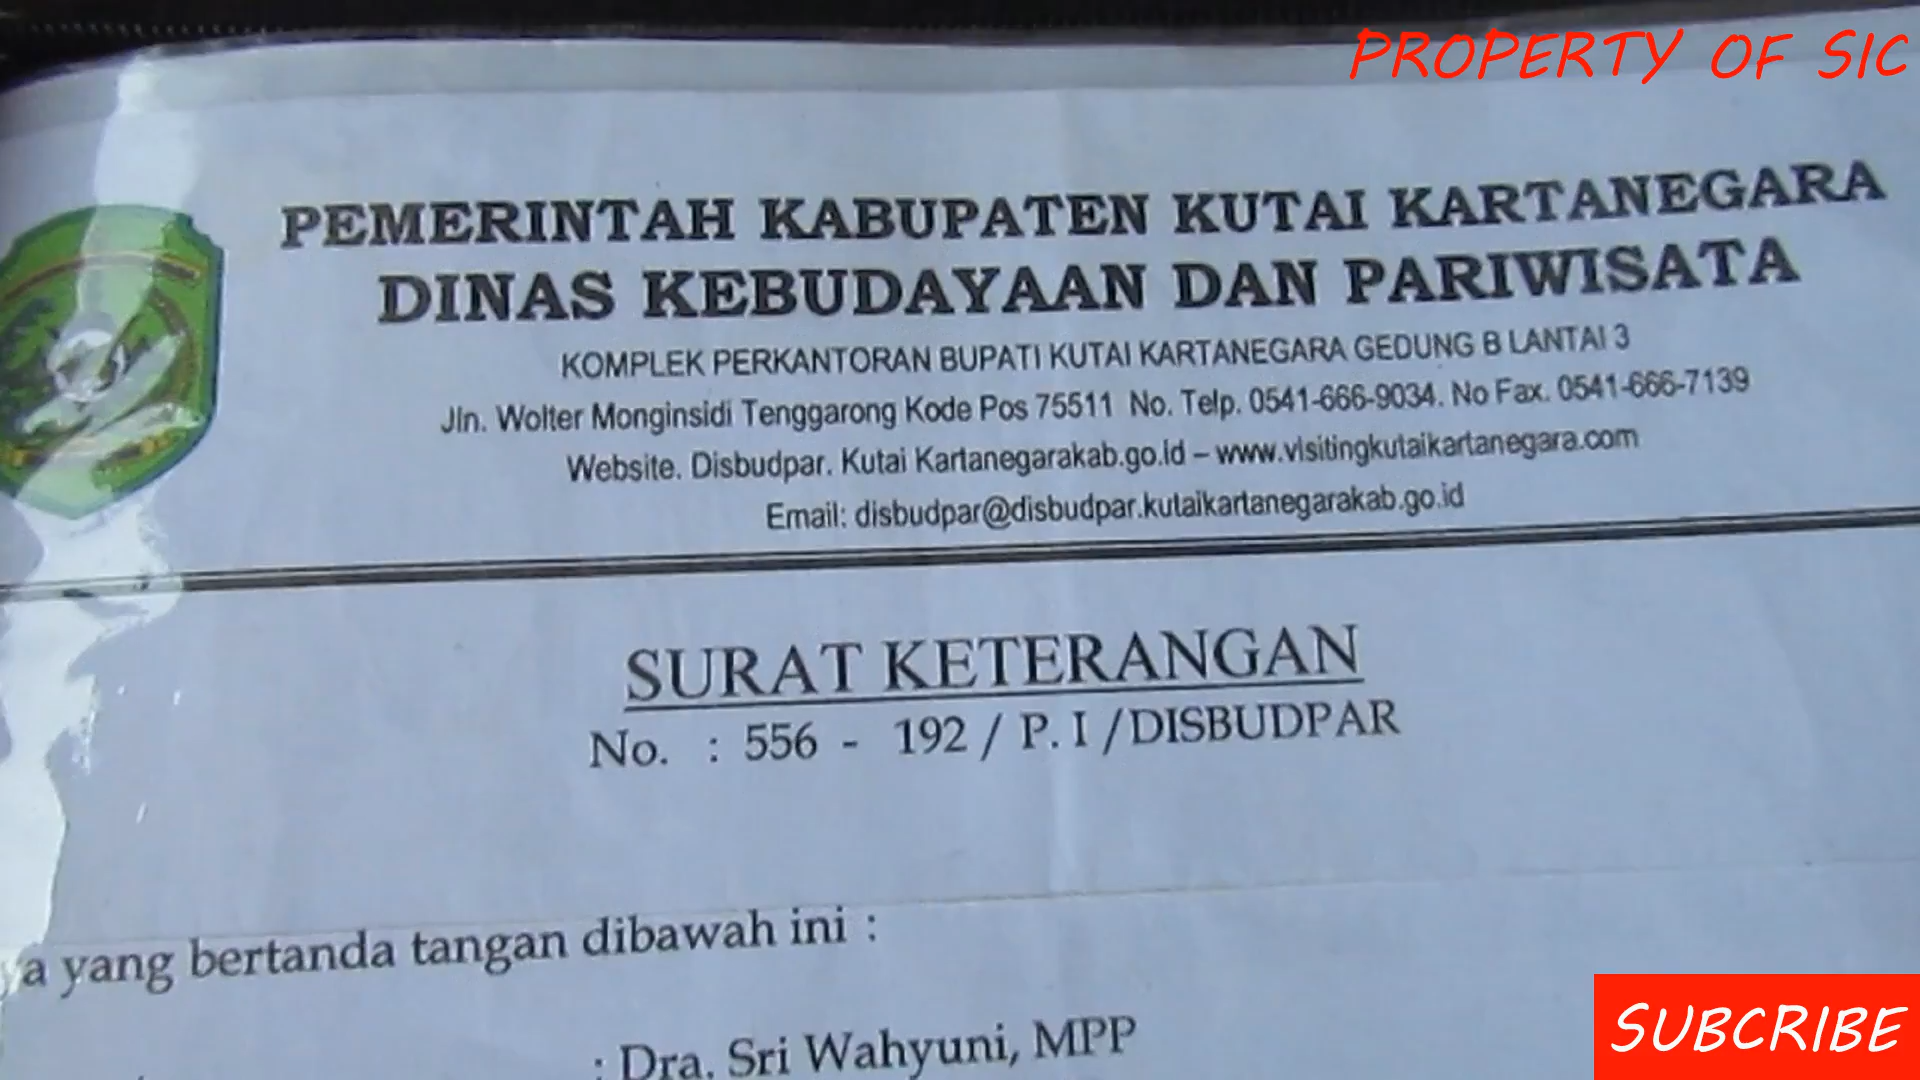 PROPERTY OF SIC
PEMERINTAH KABUPATEN KUTAI KARTANEGARA
DINAS KEBUDAYAAN DAN PARIWISATA
KOMPLEK PERKANTORAN BUPATI KUTAI KARTANEGARA GEDUNG B LANTAI 3
Jln. Wolter Monginsidi Tenggarong Kode Pos 75511 No. Telp. 0541-666-9034. No Fax. 0541-666-7139
Website. Disbudpar. Kutai Kartanegarakab.go.id – www.visitingkutaikartanegara.com
Email: disbudpar@disbudpar.kutaikartanegarakab.go.id
SURAT KETERANGAN
No. : 556 - 192 / P. I /DISBUDPAR
ya yang bertanda tangan dibawah ini :
: Dra. Sri Wahyuni, MPP
SUBCRIBE